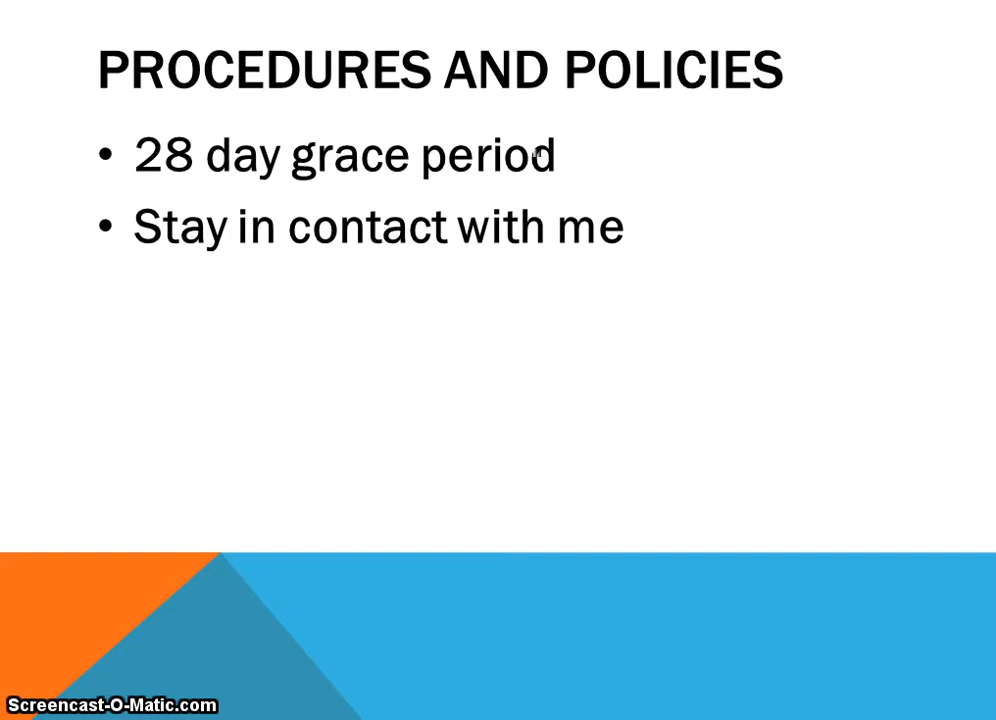 PROCEDURES AND POLICIES
• 28 day grace period
• Stay in contact with me
Screencast-O-Matic.com